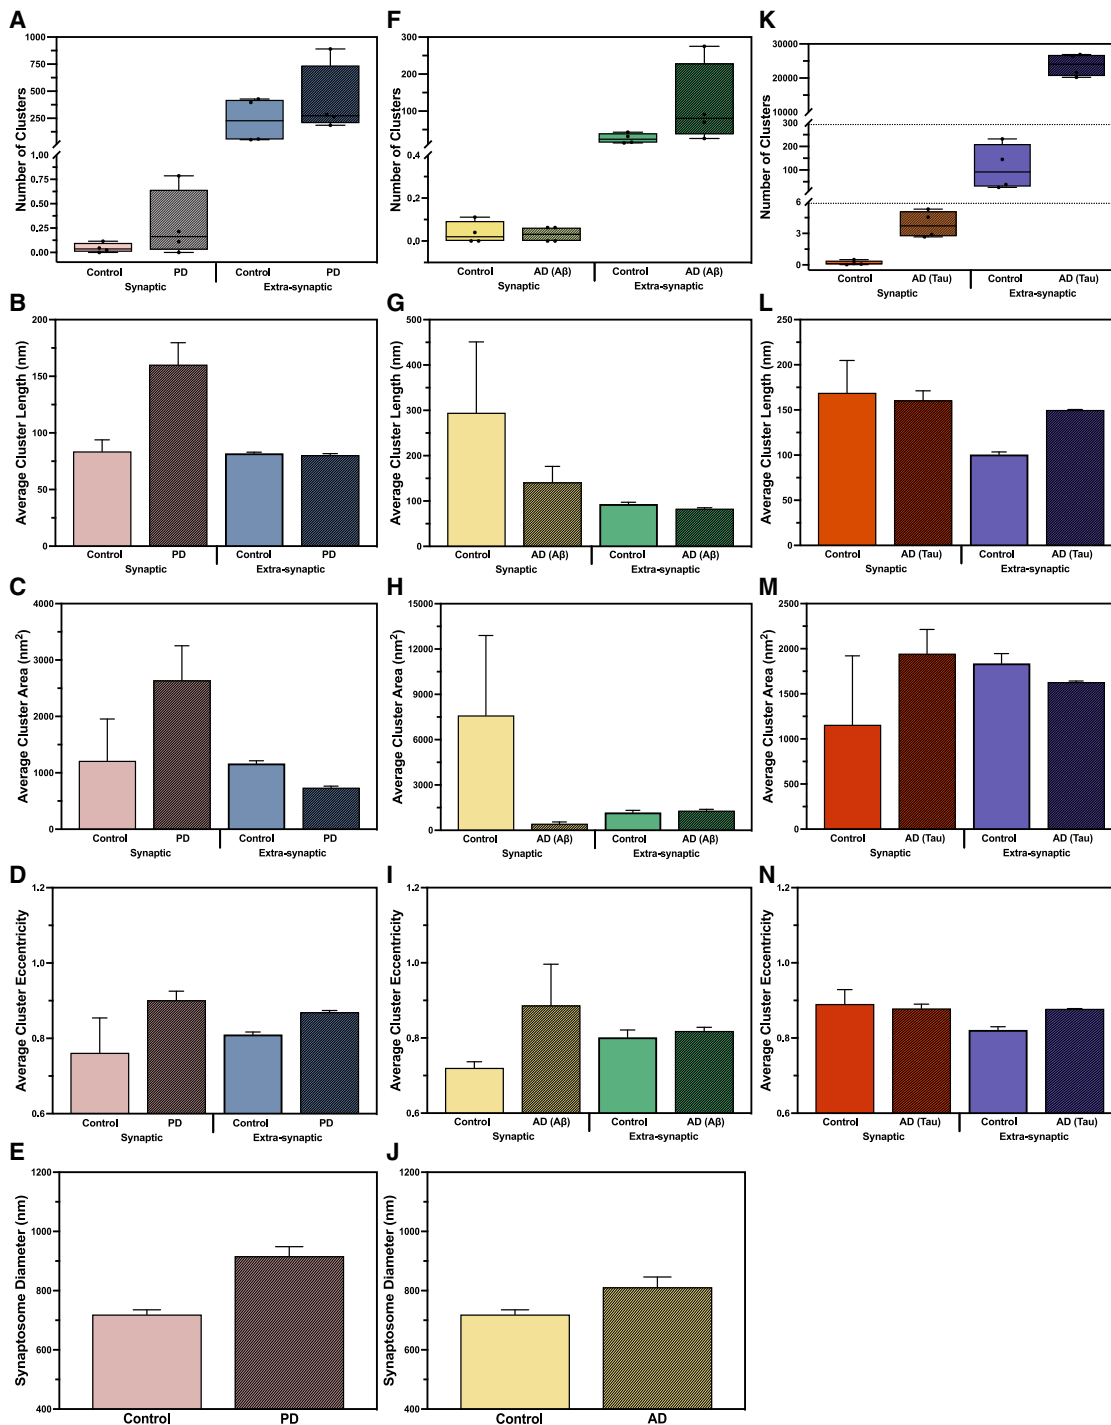 A
Number of Clusters
1000
750
500
250
1.00
0.75
0.50
0.25
0.00
Control
PD
Control
PD
Synaptic
Extra-synaptic
F
Number of Clusters
300
200
100
0.4
0.2
0.0
Control
AD (Aβ)
Control
AD (Aβ)
Synaptic
Extra-synaptic
K
Number of Clusters
30000
20000
10000
300
200
100
6
3
0
Control
AD (Tau)
Control
AD (Tau)
Synaptic
Extra-synaptic
B
Average Cluster Length (nm)
200
150
100
50
0
Control
PD
Control
PD
Synaptic
Extra-synaptic
G
Average Cluster Length (nm)
500
400
300
200
100
0
Control
AD (Aβ)
Control
AD (Aβ)
Synaptic
Extra-synaptic
L
Average Cluster Length (nm)
250
200
150
100
50
0
Control
AD (Tau)
Control
AD (Tau)
Synaptic
Extra-synaptic
C
Average Cluster Area (nm²)
4000
3000
2000
1000
0
Control
PD
Control
PD
Synaptic
Extra-synaptic
H
Average Cluster Area (nm²)
15000
12000
9000
6000
3000
0
Control
AD (Aβ)
Control
AD (Aβ)
Synaptic
Extra-synaptic
M
Average Cluster Area (nm²)
2500
2000
1500
1000
500
0
Control
AD (Tau)
Control
AD (Tau)
Synaptic
Extra-synaptic
D
Average Cluster Eccentricity
1.2
1.0
0.8
0.6
Control
PD
Control
PD
Synaptic
Extra-synaptic
I
Average Cluster Eccentricity
1.2
1.0
0.8
0.6
Control
AD (Aβ)
Control
AD (Aβ)
Synaptic
Extra-synaptic
N
Average Cluster Eccentricity
1.2
1.0
0.8
0.6
Control
AD (Tau)
Control
AD (Tau)
Synaptic
Extra-synaptic
E
Synaptosome Diameter (nm)
1200
1000
800
600
400
Control
PD
J
Synaptosome Diameter (nm)
1200
1000
800
600
400
Control
AD